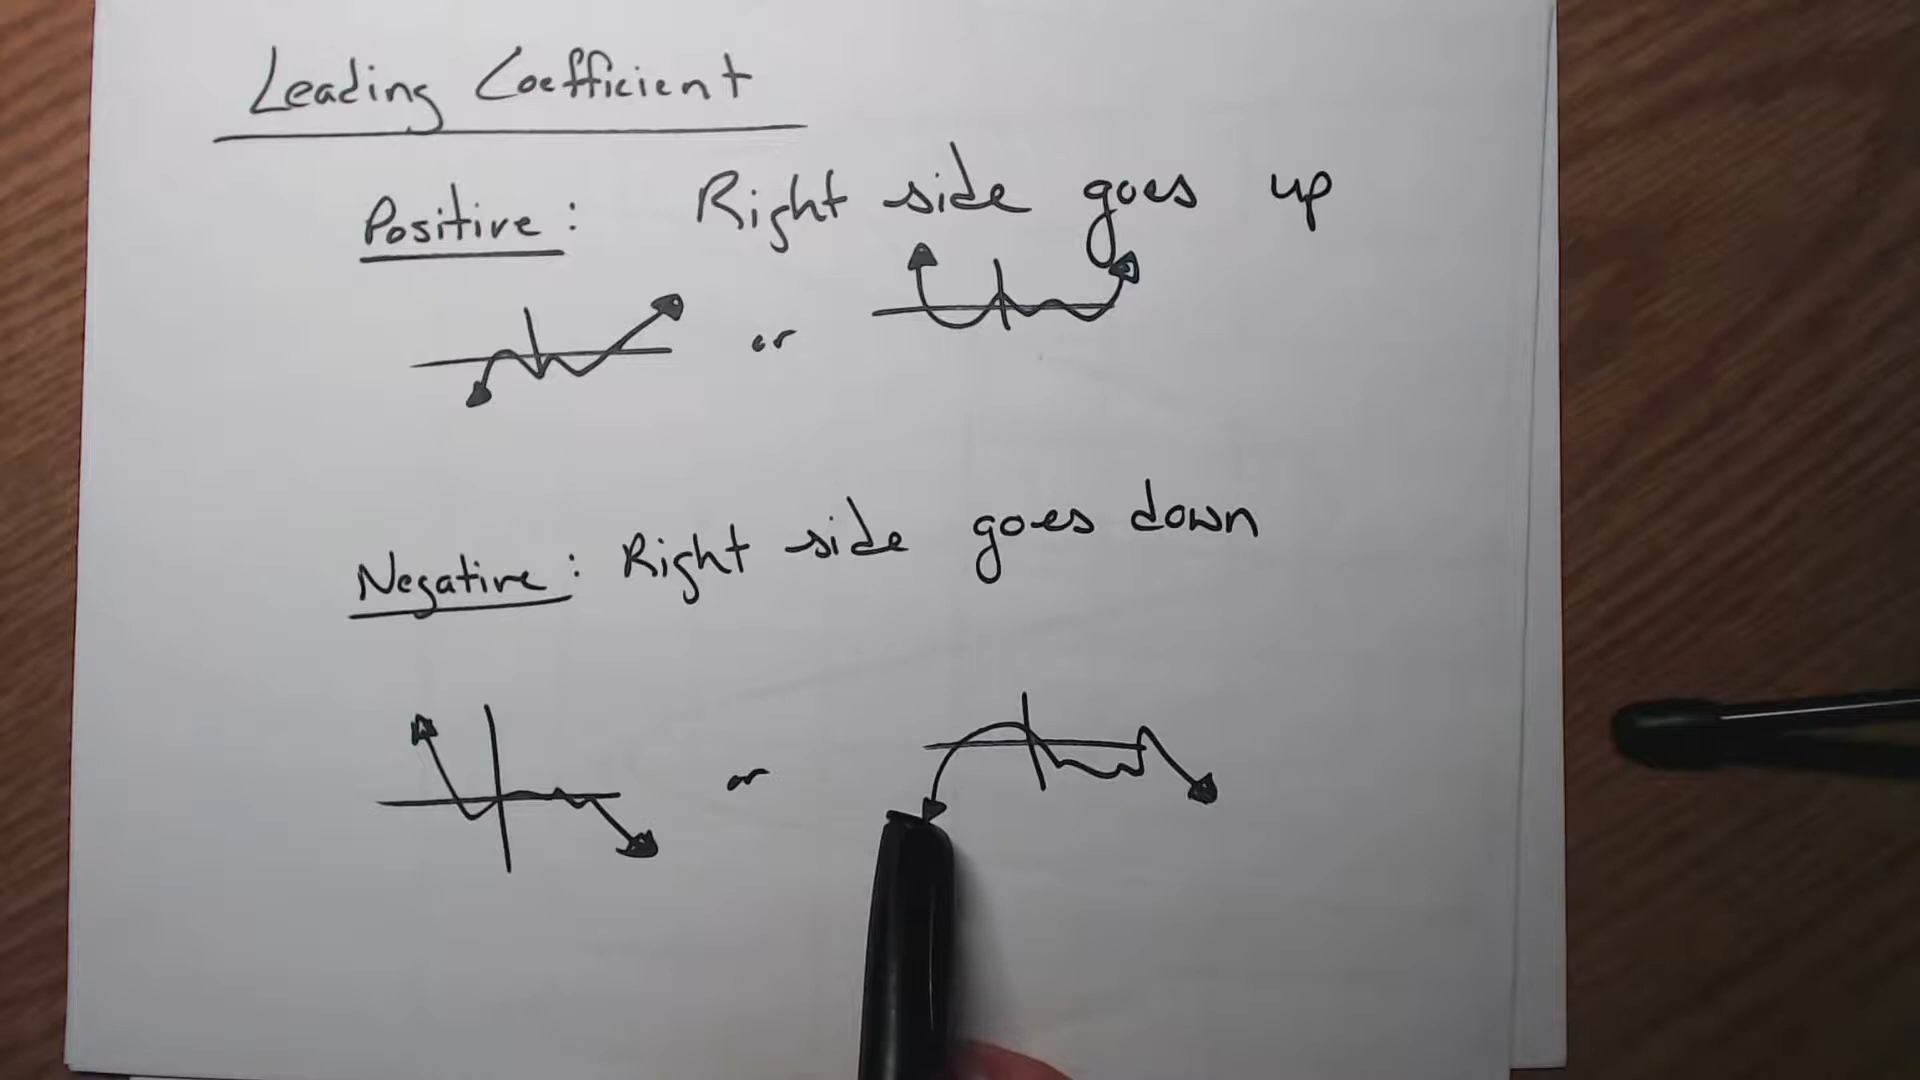 Leading Coefficient
Positive: Right side goes up
or
Negative: Right side goes down
or